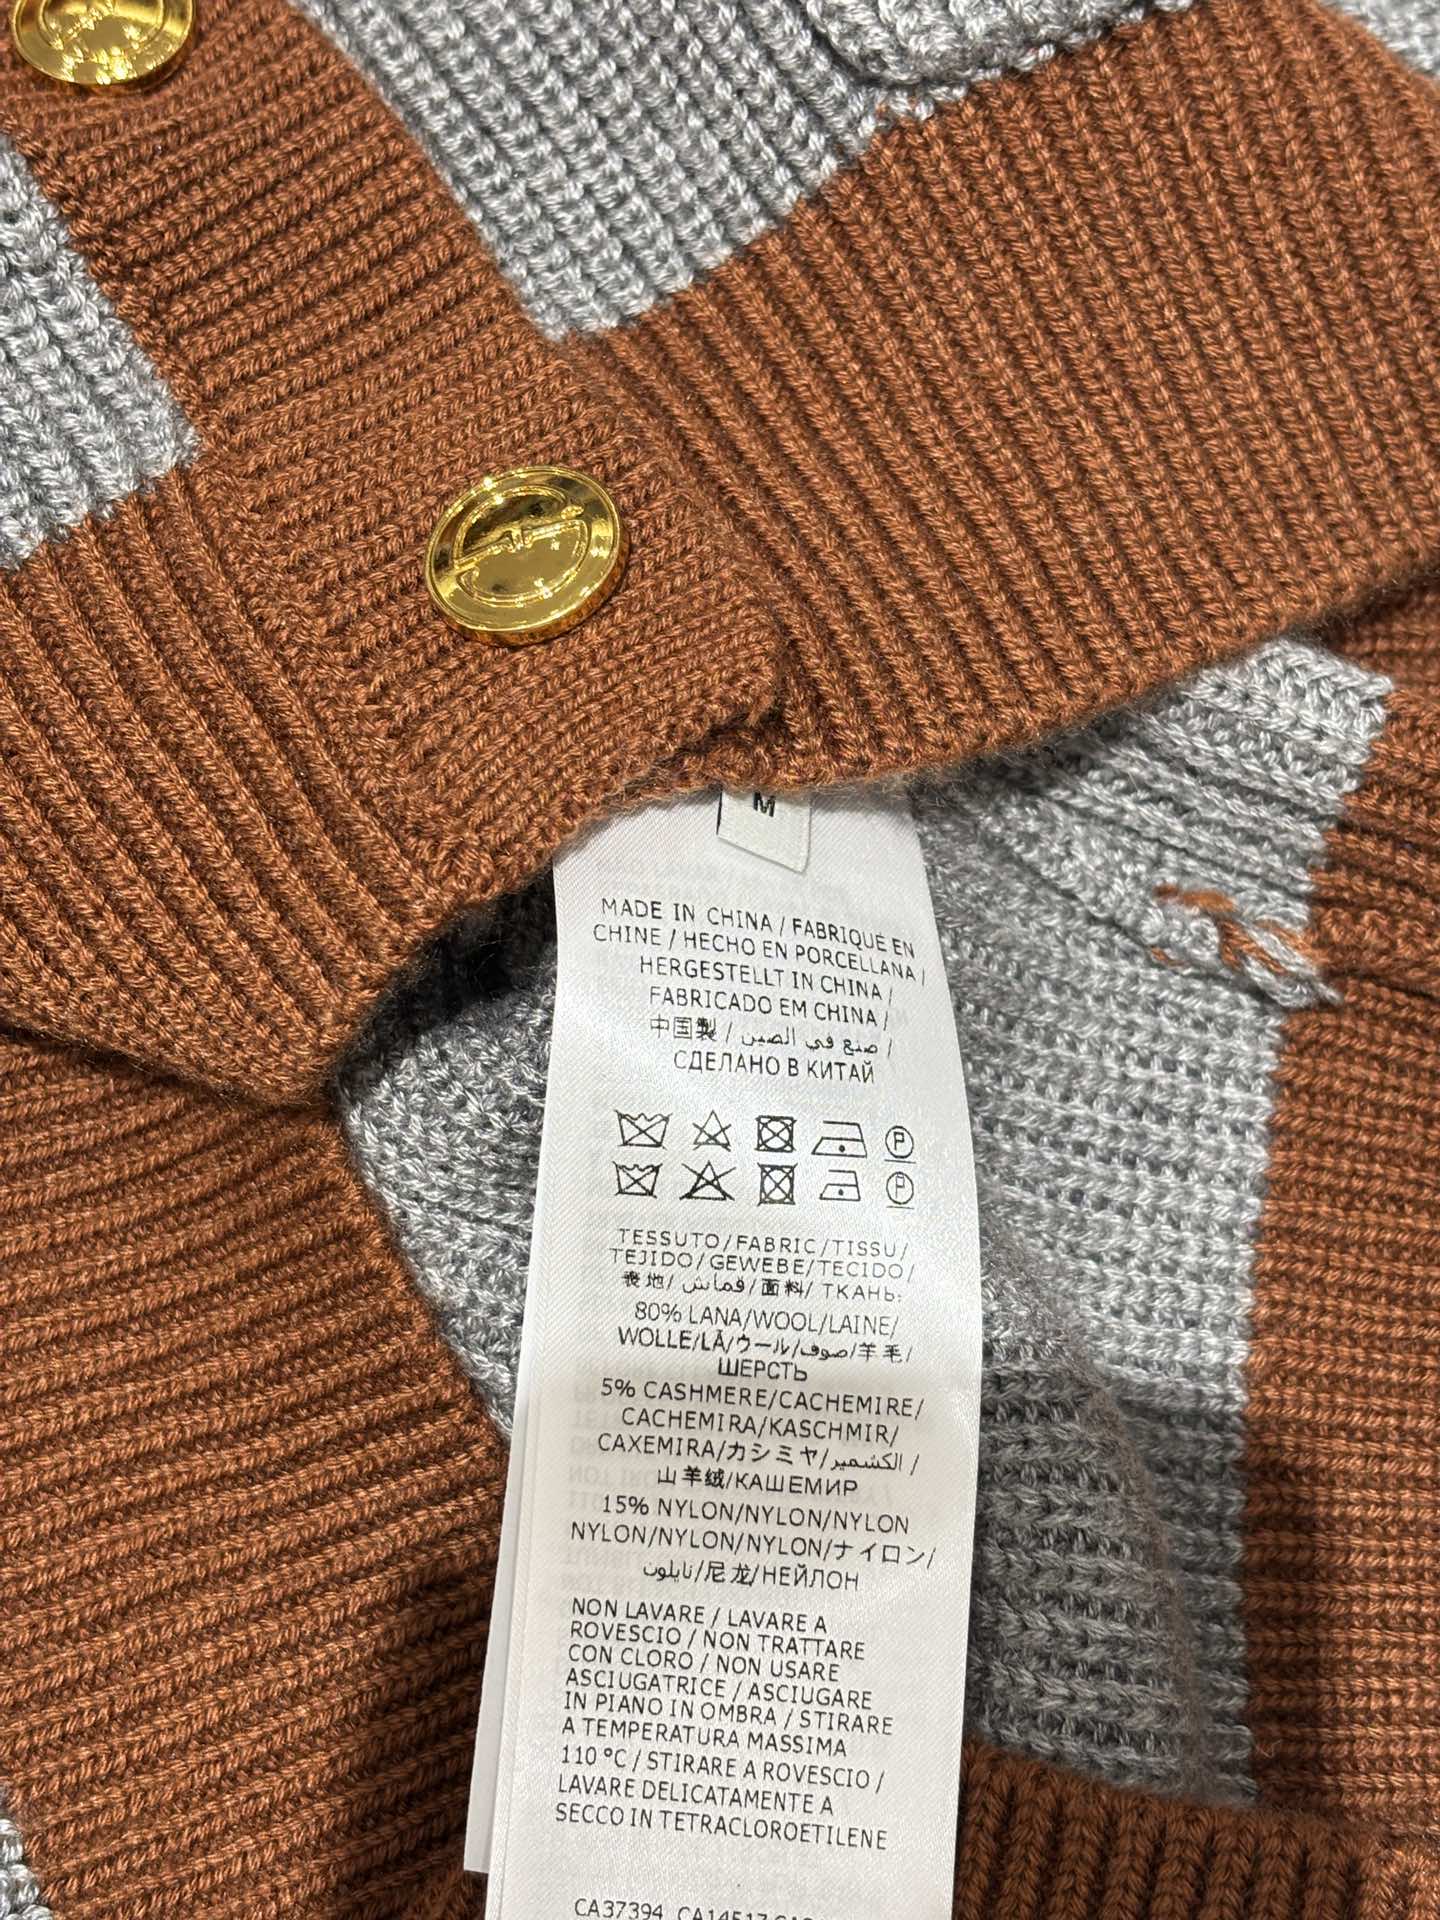 M
MADE IN CHINA / FABRIQUÉ EN
CHINE / HECHO EN PORCELLANA /
HERGESTELLT IN CHINA /
FABRICADO EM CHINA /
中国製 / صنع في الصين /
СДЕЛАНО В КИТАЙ
P
P
TESSUTO/FABRIC/TISSU/
TEJIDO/GEWEBE/TECIDO/
表地/قماش/面料/ТКАНЬ:
80% LANA/WOOL/LAINE/
WOLLE/LÃ/ウール/صوف/羊毛/
ШЕРСТЬ
5% CASHMERE/CACHEMIRE/
CACHEMIRA/KASCHMIR/
CAXEMIRA/カシミヤ/الكشمير/
山羊绒/КАШЕМИР
15% NYLON/NYLON/NYLON
NYLON/NYLON/NYLON/ナイロン/
نايلون/尼龙/НЕЙЛОН
NON LAVARE / LAVARE A
ROVESCIO / NON TRATTARE
CON CLORO / NON USARE
ASCIUGATRICE / ASCIUGARE
IN PIANO IN OMBRA / STIRARE
A TEMPERATURA MASSIMA
110 °C / STIRARE A ROVESCIO /
LAVARE DELICATAMENTE A
SECCO IN TETRACLOROETILENE
CA37394 CA14517